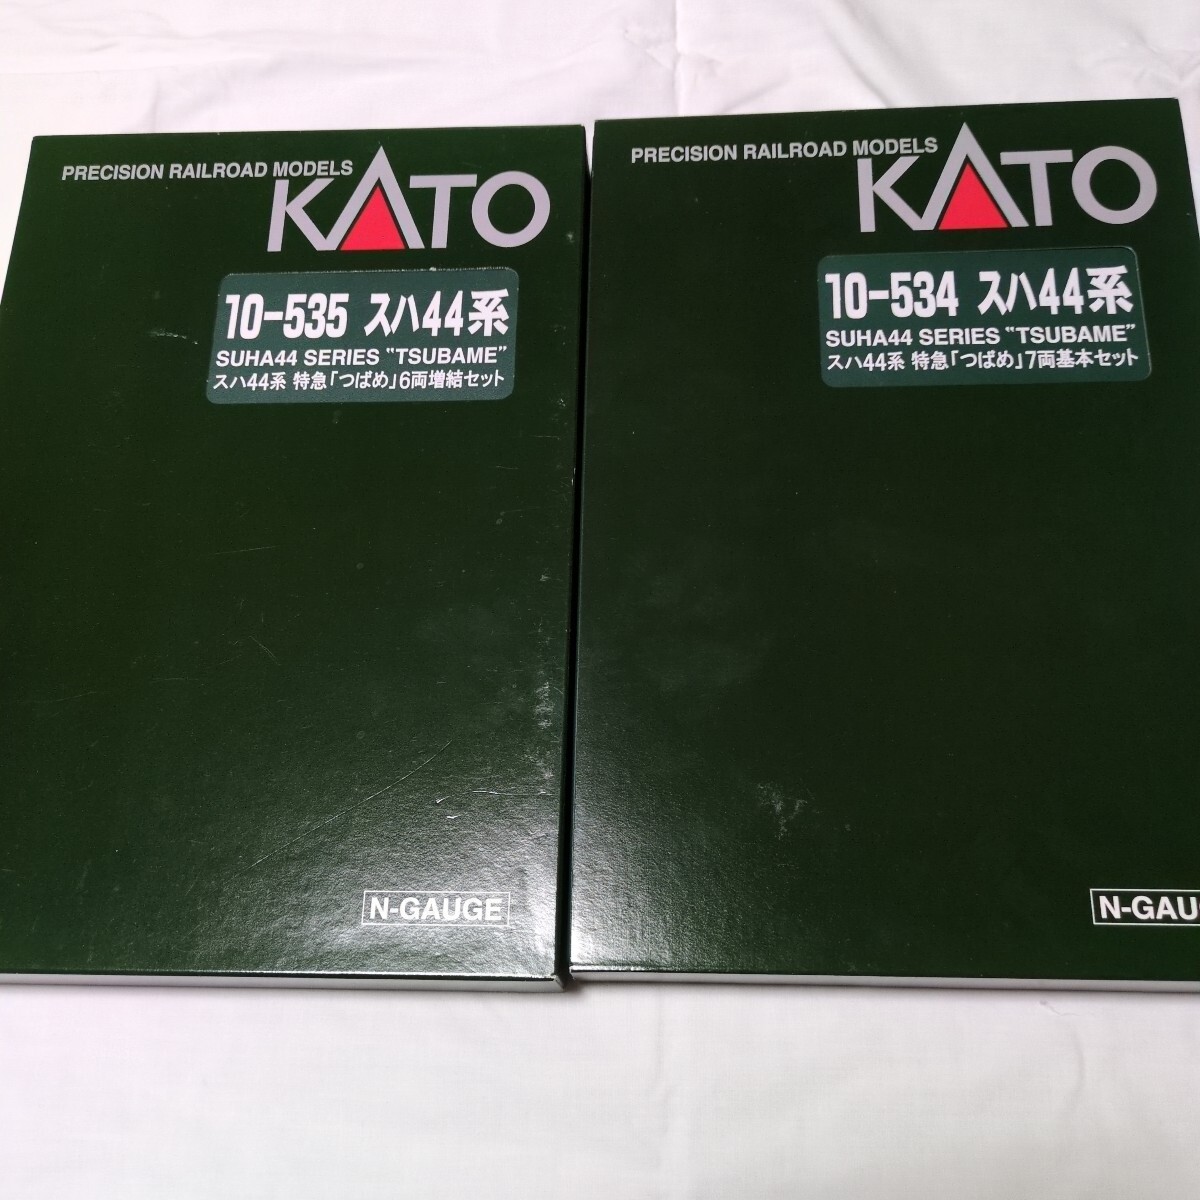 PRECISION RAILROAD MODELS
KATO
10-535 スハ44系
SUHA44 SERIES "TSUBAME"
スハ44系 特急「つばめ」6両増結セット
N-GAUGE
PRECISION RAILROAD MODELS
KATO
10-534 スハ44系
SUHA44 SERIES "TSUBAME"
スハ44系 特急「つばめ」7両基本セット
N-GAU